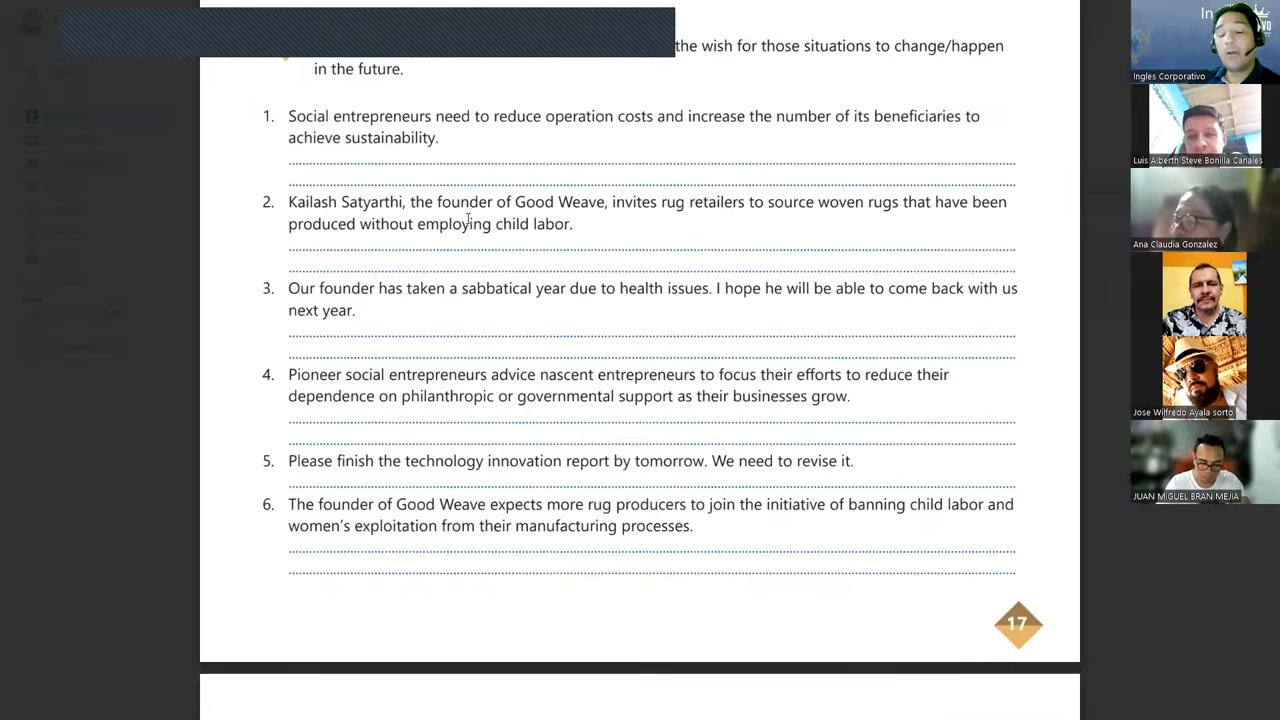 the wish for those situations to change/happen
in the future.
1. Social entrepreneurs need to reduce operation costs and increase the number of its beneficiaries to
achieve sustainability.
2. Kailash Satyarthi, the founder of Good Weave, invites rug retailers to source woven rugs that have been
produced without employing child labor.
3. Our founder has taken a sabbatical year due to health issues. I hope he will be able to come back with us
next year.
4. Pioneer social entrepreneurs advice nascent entrepreneurs to focus their efforts to reduce their
dependence on philanthropic or governmental support as their businesses grow.
5. Please finish the technology innovation report by tomorrow. We need to revise it.
6. The founder of Good Weave expects more rug producers to join the initiative of banning child labor and
women's exploitation from their manufacturing processes.
17
In
VO
Ingles Corporativo
Luis Alberth Steve Bonilla Canales
Ana Claudia Gonzalez
Jose Wilfredo Ayala sorto
JUAN MIGUEL BRAN MEJIA